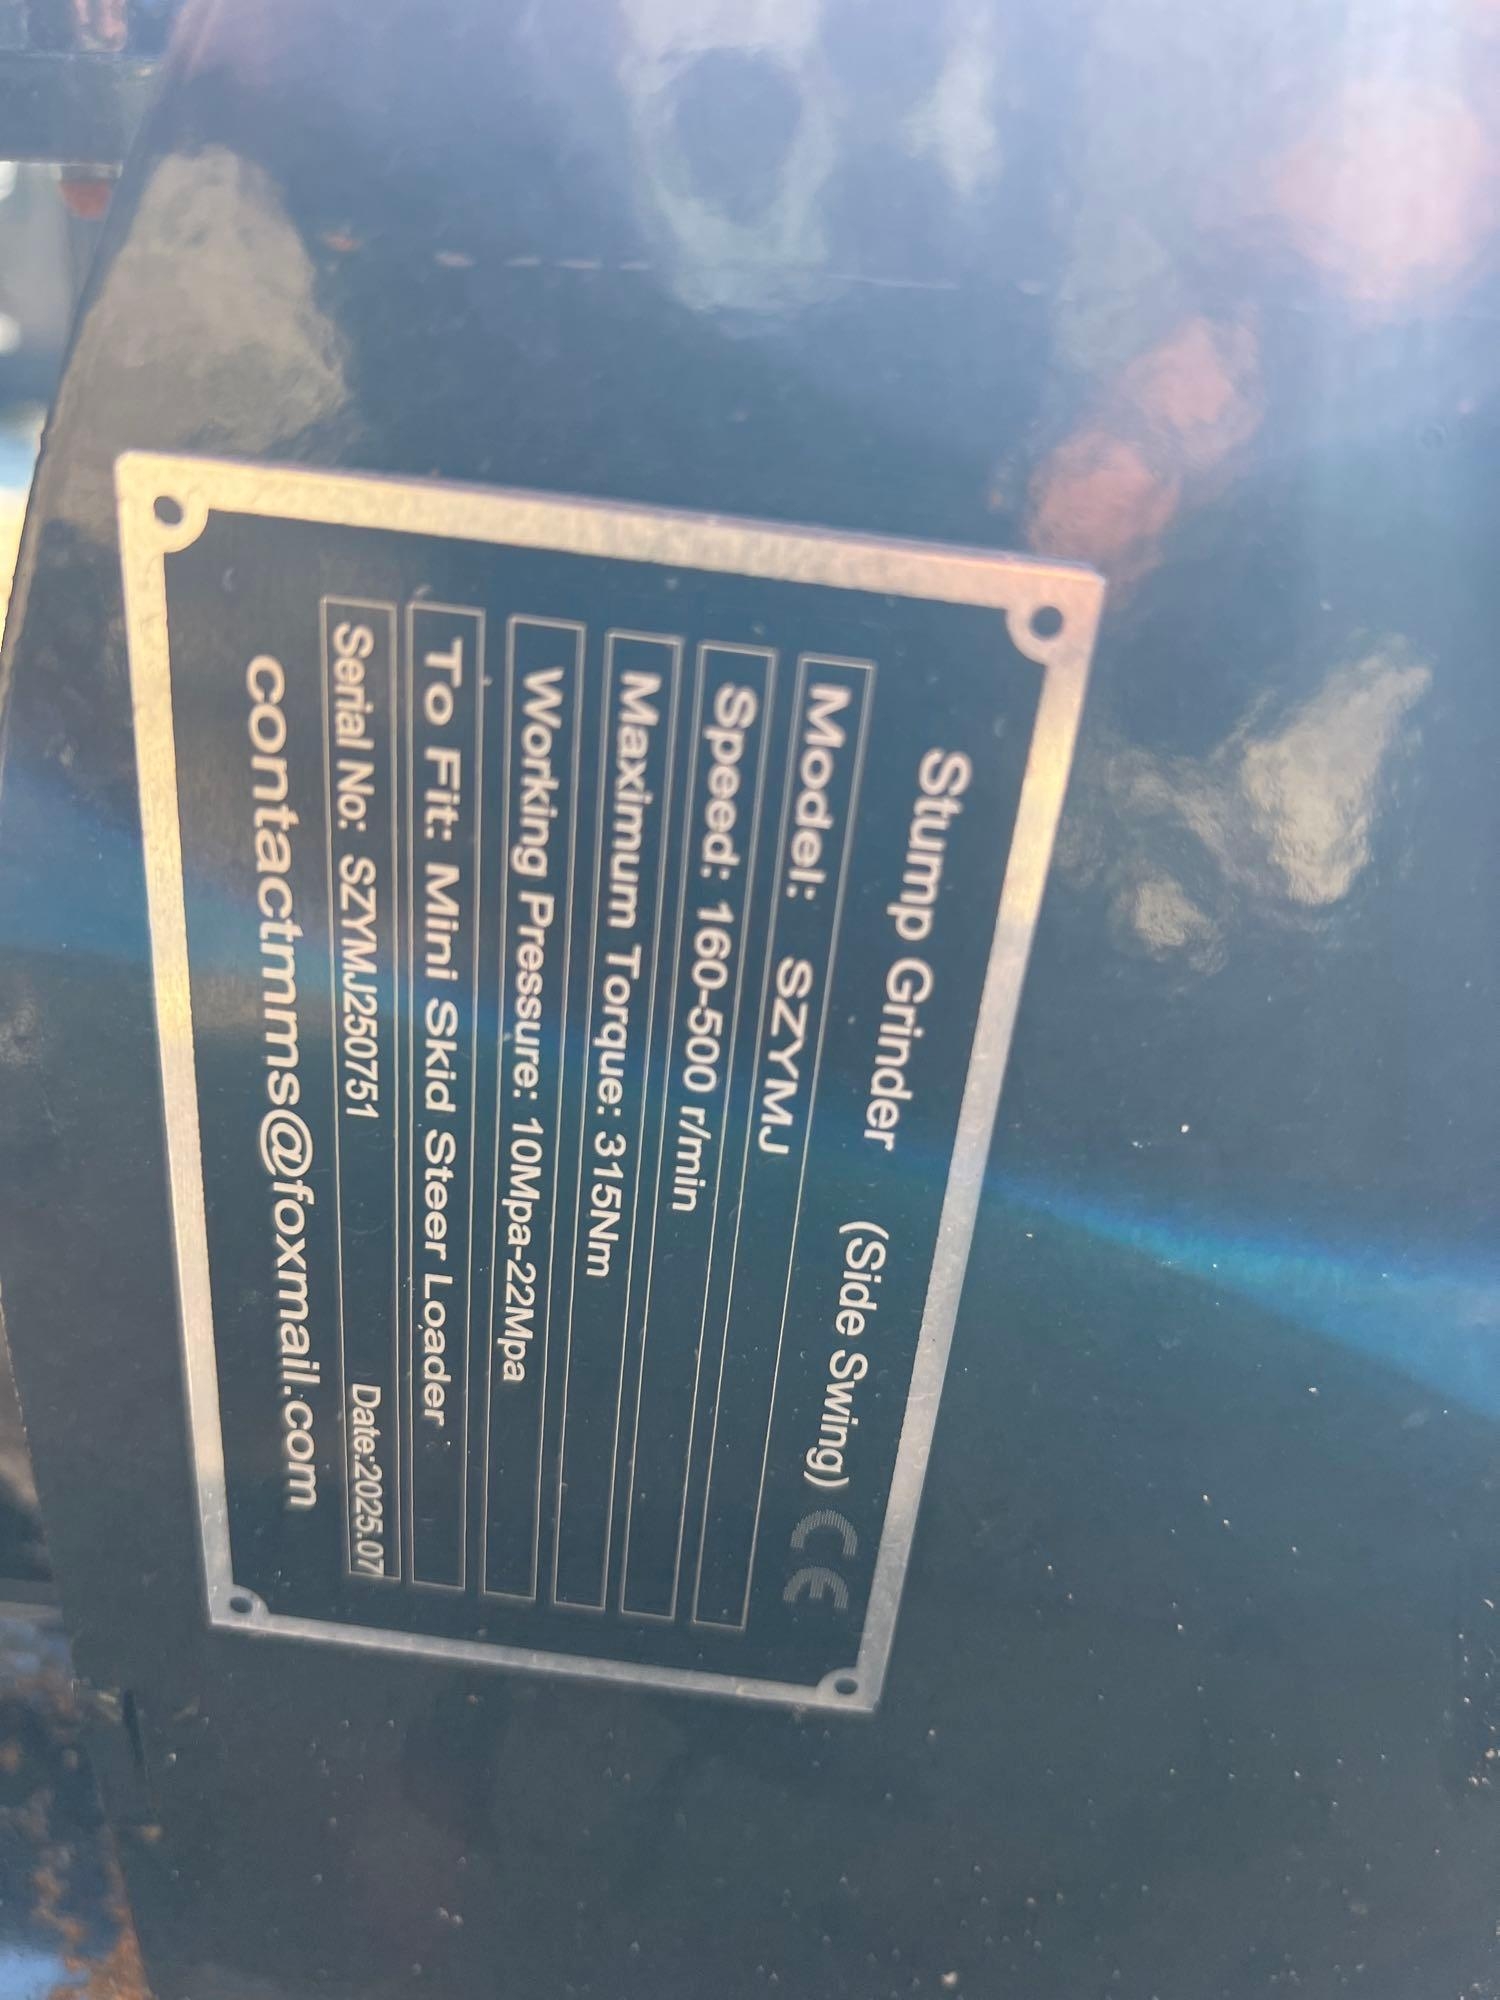 Stump Grinder (Side Swing) CE
Model: SZYMJ
Speed: 160-500 r/min
Maximum Torque: 315Nm
Working Pressure: 10Mpa-22Mpa
To Fit: Mini Skid Steer Loader
Serial No: SZYMJ250751 Date:2025.07
contactmms@foxmail.com